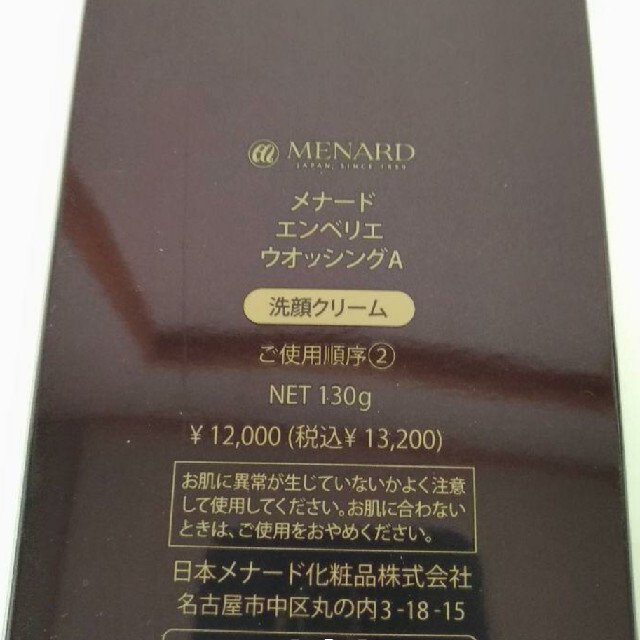 MENARD
JAPAN, SINCE 1959
メナード
エンベリエ
ウオッシングA
洗顔クリーム
ご使用順序②
NET 130g
¥ 12,000 (税込¥ 13,200)
お肌に異常が生じていないかよく注意
して使用してください。お肌に合わない
ときは、ご使用をおやめください。
日本メナード化粧品株式会社
名古屋市中区丸の内3-18-15